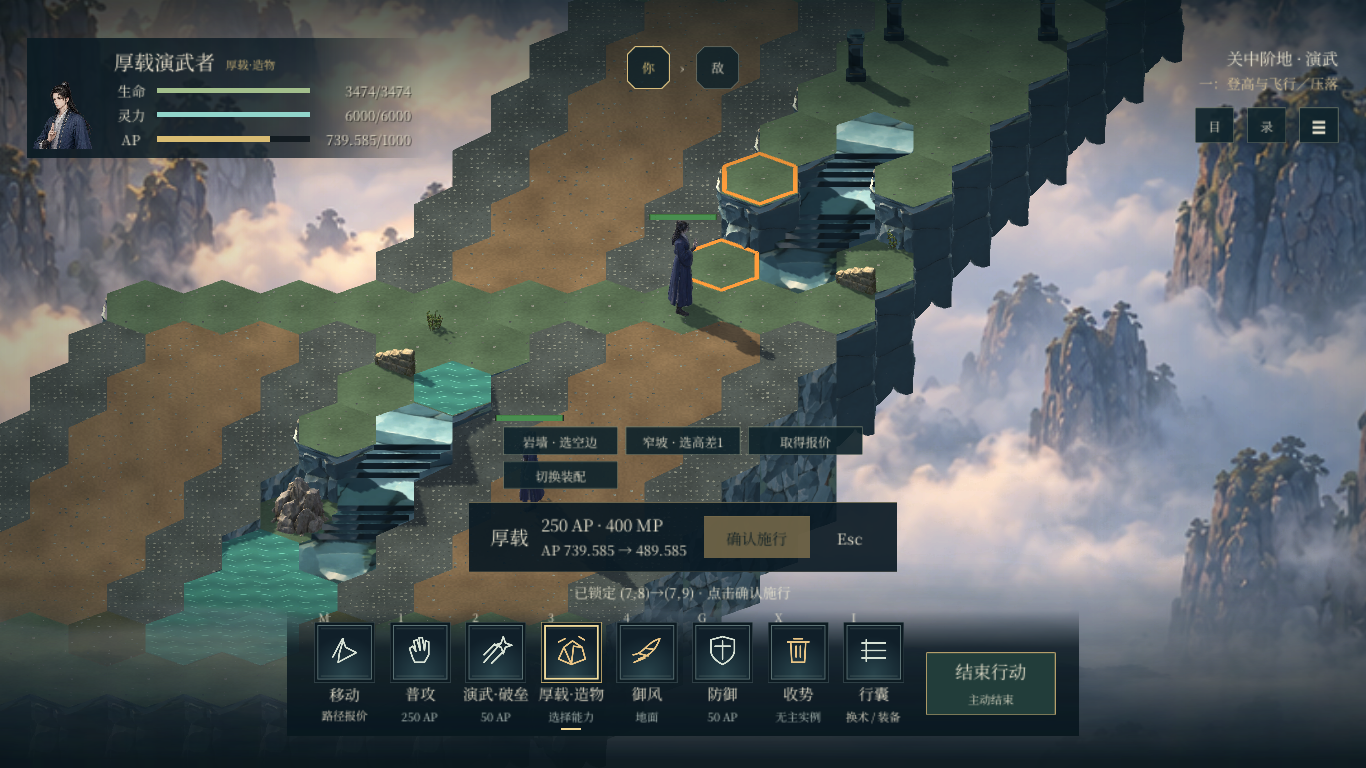 厚载演武者 厚载·造物
生命 3474/3474
灵力 6000/6000
AP 739.585/1000
你 › 敌
关中阶地 · 演武
一：登高与飞行／压落
目 录 ☰
岩墙 · 选空边
窄坡 · 选高差1
取得报价
切换装配
厚载
250 AP · 400 MP
AP 739.585 → 489.585
确认施行
Esc
已锁定 (7,8)→(7,9) · 点击确认施行
M 1 2 3 4 G X I
移动 普攻 演武·破垒 厚载·造物 御风 防御 收势 行囊
路径报价 250 AP 50 AP 选择能力 地面 50 AP 无主实例 换术 / 装备
结束行动
主动结束